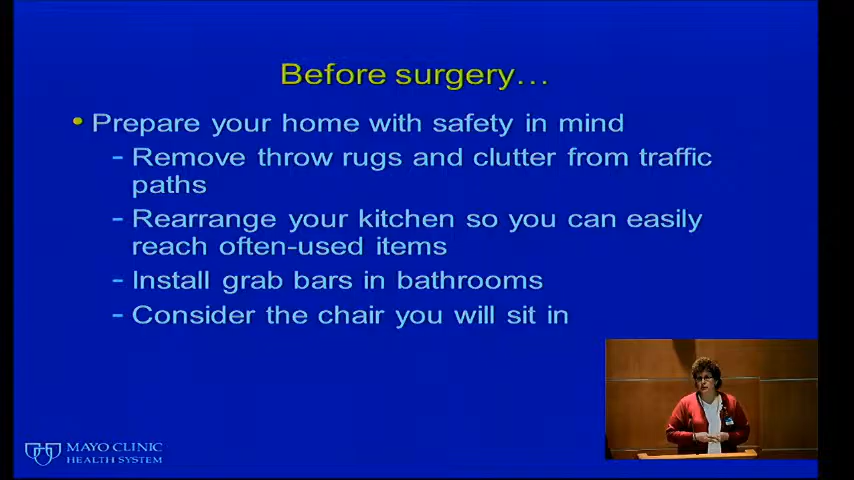 Before surgery…
• Prepare your home with safety in mind
- Remove throw rugs and clutter from traffic
paths
- Rearrange your kitchen so you can easily
reach often-used items
- Install grab bars in bathrooms
- Consider the chair you will sit in
MAYO CLINIC
HEALTH SYSTEM